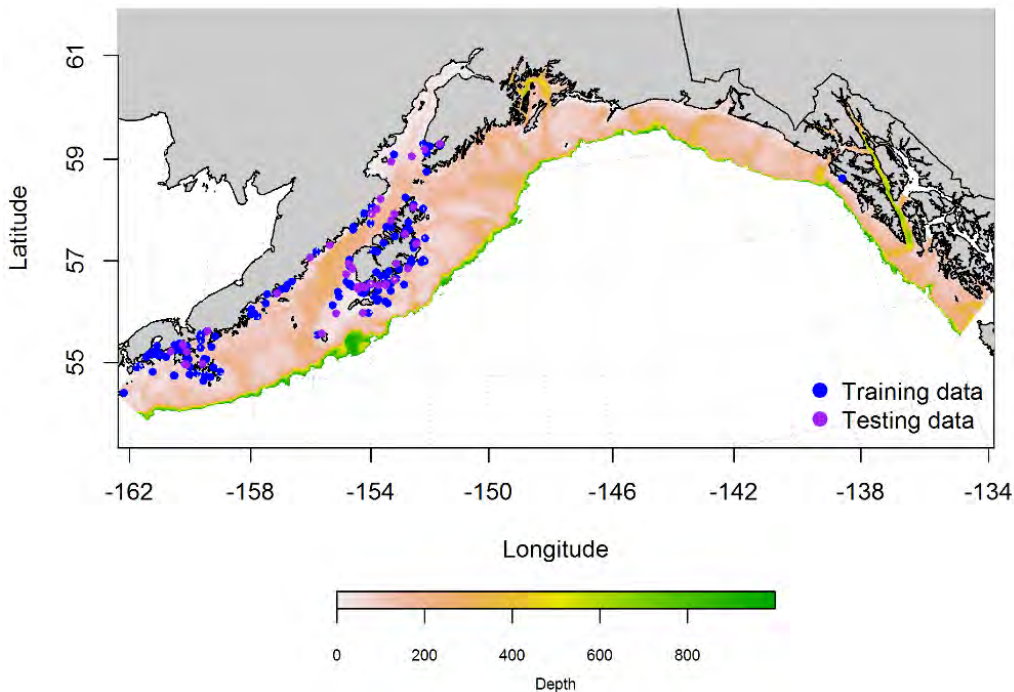 61
59
57
55
Latitude
Training data
Testing data
-162 -158 -154 -150 -146 -142 -138 -134
Longitude
0 200 400 600 800
Depth